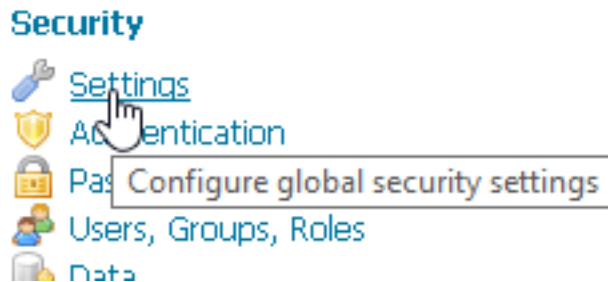 Security
Settings
Configure global security settings
Users, Groups, Roles
Data